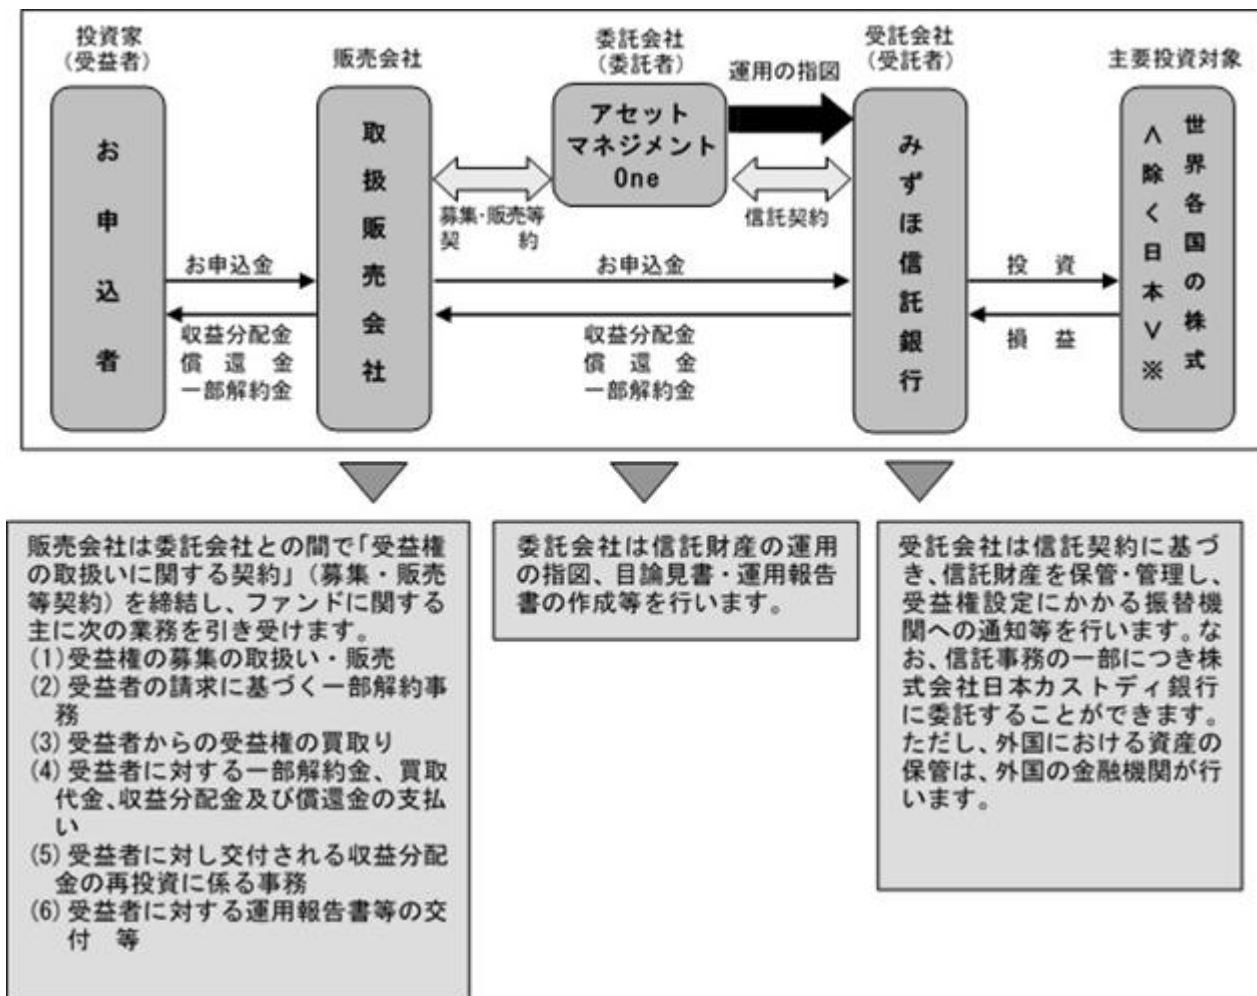 投資家
(受益者)
お申込者
販売会社
取扱販売会社
委託会社
(委託者)
アセット
マネジメント
One
運用の指図
受託会社
(受託者)
みずほ信託銀行
主要投資対象
世界各国の株式
＜除く日本＞※
募集・販売等
契　　約
信託契約
お申込金
収益分配金
償　還　金
一部解約金
お申込金
収益分配金
償　還　金
一部解約金
投　資
損　益
販売会社は委託会社との間で「受益権
の取扱いに関する契約」(募集・販売
等契約)を締結し、ファンドに関する
主に次の業務を引き受けます。
(1)受益権の募集の取扱い・販売
(2)受益者の請求に基づく一部解約事
務
(3)受益者からの受益権の買取り
(4)受益者に対する一部解約金、買取
代金、収益分配金及び償還金の支払
い
(5)受益者に対し交付される収益分配
金の再投資に係る事務
(6)受益者に対する運用報告書等の交
付　等
委託会社は信託財産の運用
の指図、目論見書・運用報告
書の作成等を行います。
受託会社は信託契約に基づ
き、信託財産を保管・管理し、
受益権設定にかかる振替機
関への通知等を行います。な
お、信託事務の一部につき株
式会社日本カストディ銀行
に委託することができます。
ただし、外国における資産の
保管は、外国の金融機関が行
います。